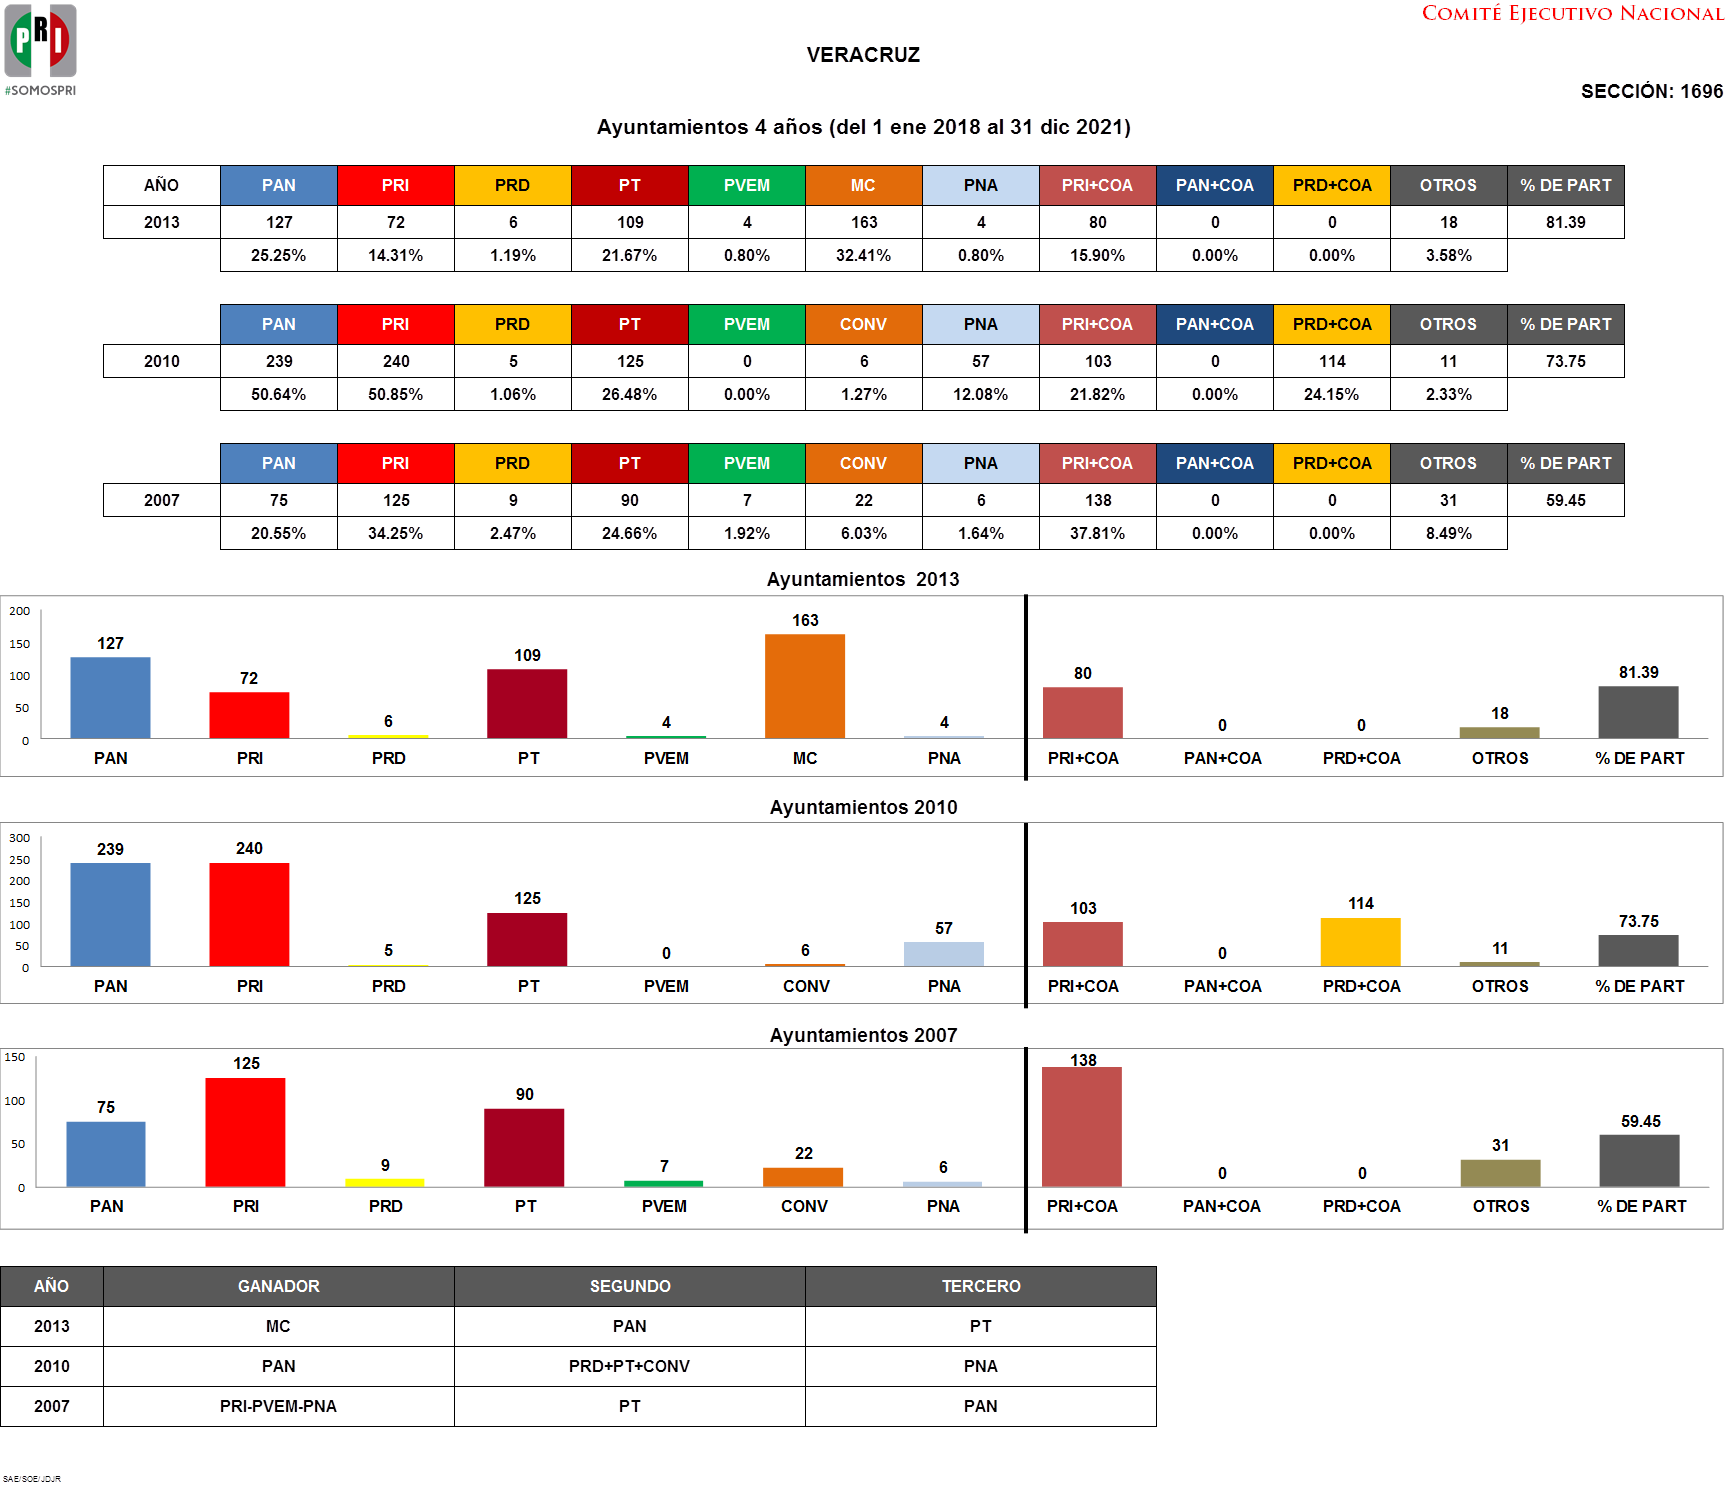 PRI
#SOMOSPRI
COMITÉ EJECUTIVO NACIONAL
VERACRUZ
SECCIÓN: 1696
Ayuntamientos 4 años (del 1 ene 2018 al 31 dic 2021)
AÑO PAN PRI PRD PT PVEM MC PNA PRI+COA PAN+COA PRD+COA OTROS % DE PART
2013 127 72 6 109 4 163 4 80 0 0 18 81.39
25.25% 14.31% 1.19% 21.67% 0.80% 32.41% 0.80% 15.90% 0.00% 0.00% 3.58%
PAN PRI PRD PT PVEM CONV PNA PRI+COA PAN+COA PRD+COA OTROS % DE PART
2010 239 240 5 125 0 6 57 103 0 114 11 73.75
50.64% 50.85% 1.06% 26.48% 0.00% 1.27% 12.08% 21.82% 0.00% 24.15% 2.33%
PAN PRI PRD PT PVEM CONV PNA PRI+COA PAN+COA PRD+COA OTROS % DE PART
2007 75 125 9 90 7 22 6 138 0 0 31 59.45
20.55% 34.25% 2.47% 24.66% 1.92% 6.03% 1.64% 37.81% 0.00% 0.00% 8.49%
Ayuntamientos 2013
200
150
100
50
0
127 72 6 109 4 163 4 80 0 0 18 81.39
PAN PRI PRD PT PVEM MC PNA PRI+COA PAN+COA PRD+COA OTROS % DE PART
Ayuntamientos 2010
300
250
200
150
100
50
0
239 240 5 125 0 6 57 103 0 114 11 73.75
PAN PRI PRD PT PVEM CONV PNA PRI+COA PAN+COA PRD+COA OTROS % DE PART
Ayuntamientos 2007
150
100
50
0
75 125 9 90 7 22 6 138 0 0 31 59.45
PAN PRI PRD PT PVEM CONV PNA PRI+COA PAN+COA PRD+COA OTROS % DE PART
AÑO GANADOR SEGUNDO TERCERO
2013 MC PAN PT
2010 PAN PRD+PT+CONV PNA
2007 PRI-PVEM-PNA PT PAN
SAE/SOE/JDJR